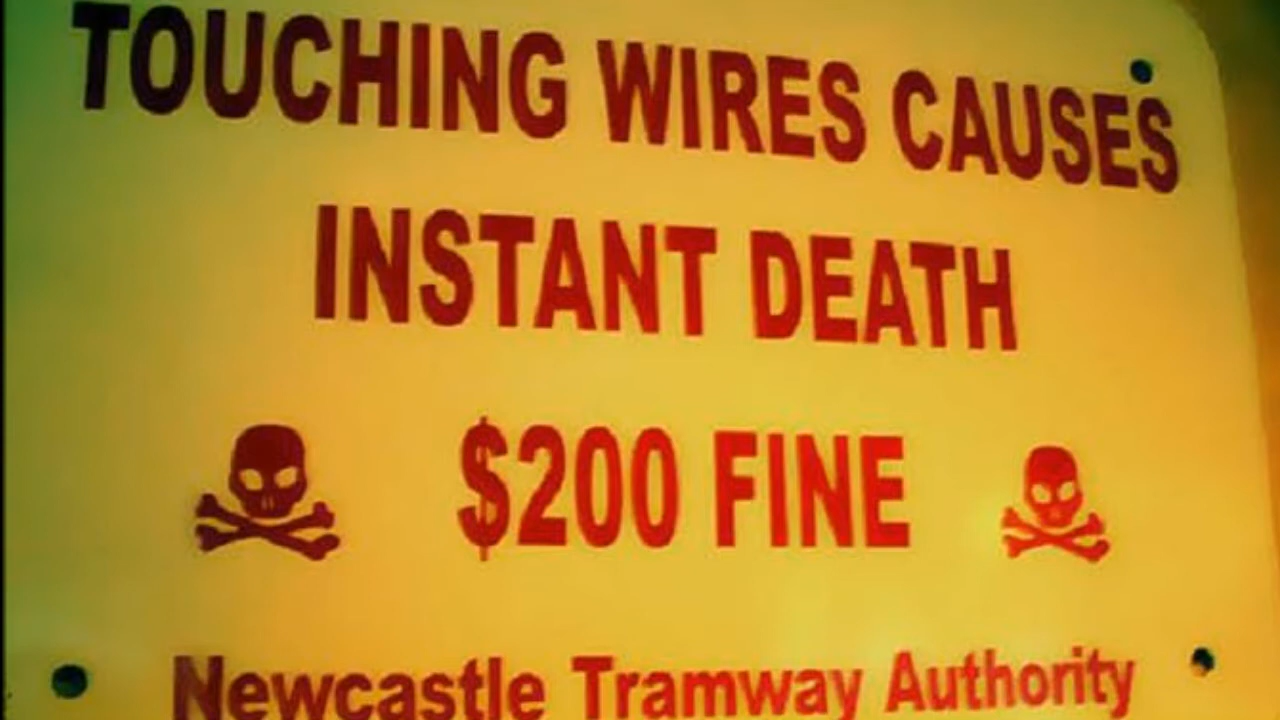 TOUCHING WIRES CAUSES
INSTANT DEATH
$200 FINE
Newcastle Tramway Authority